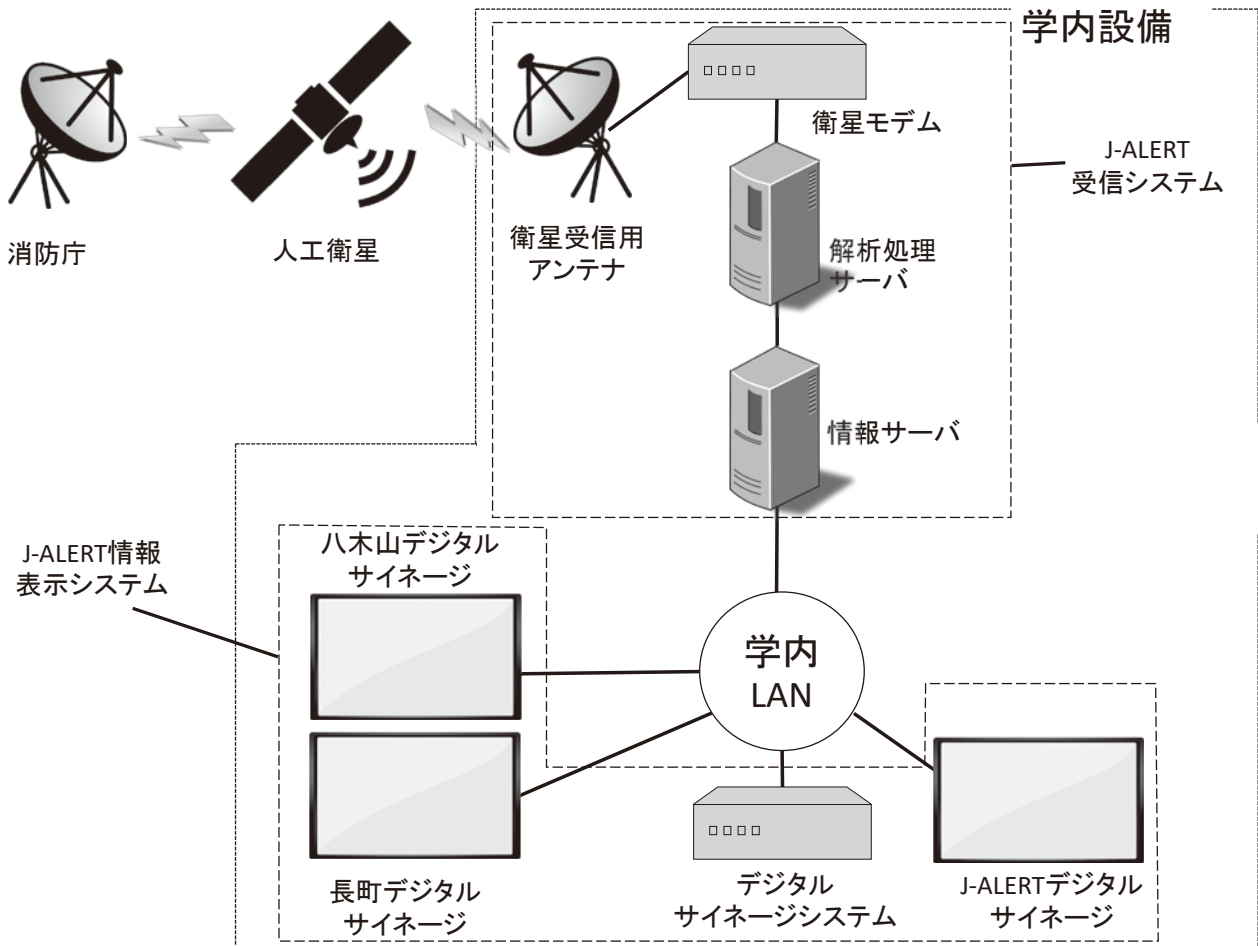 学内設備
衛星モデム
J-ALERT
受信システム
消防庁
人工衛星
衛星受信用
アンテナ
解析処理
サーバ
情報サーバ
J-ALERT情報
表示システム
八木山デジタル
サイネージ
学内
LAN
長町デジタル
サイネージ
デジタル
サイネージシステム
J-ALERTデジタル
サイネージ